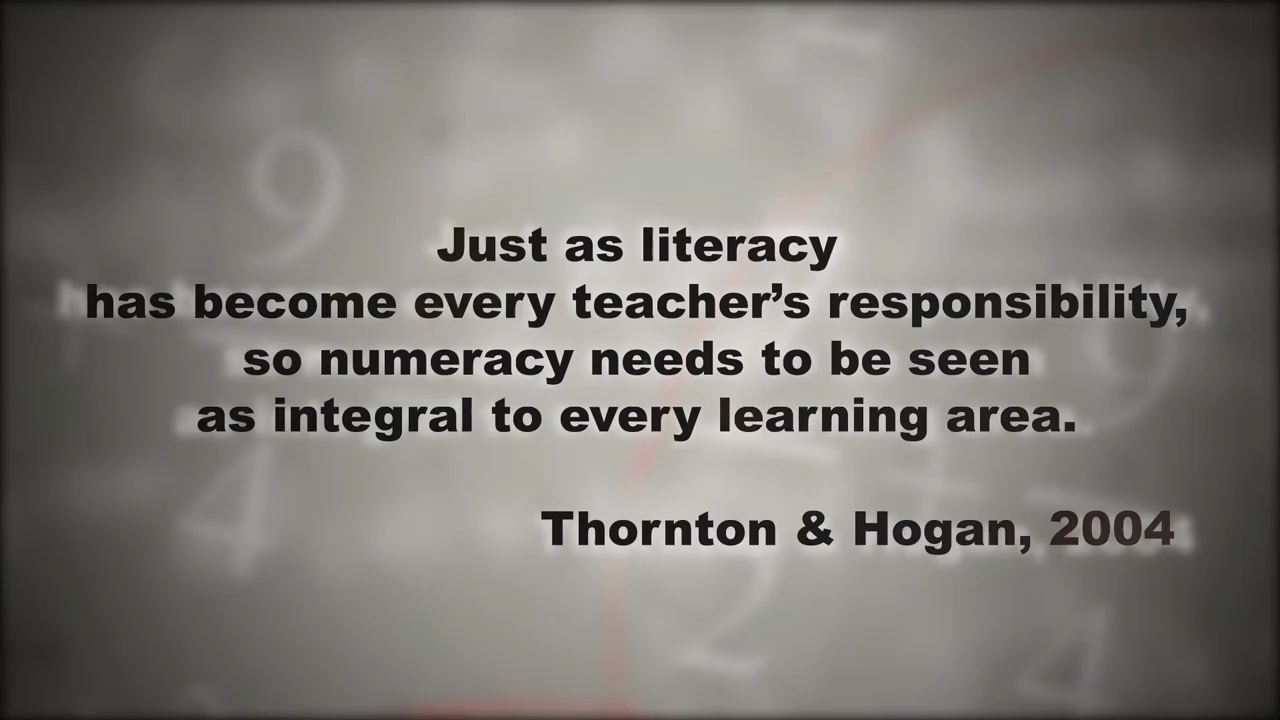 Just as literacy
has become every teacher’s responsibility,
so numeracy needs to be seen
as integral to every learning area.
Thornton & Hogan, 2004